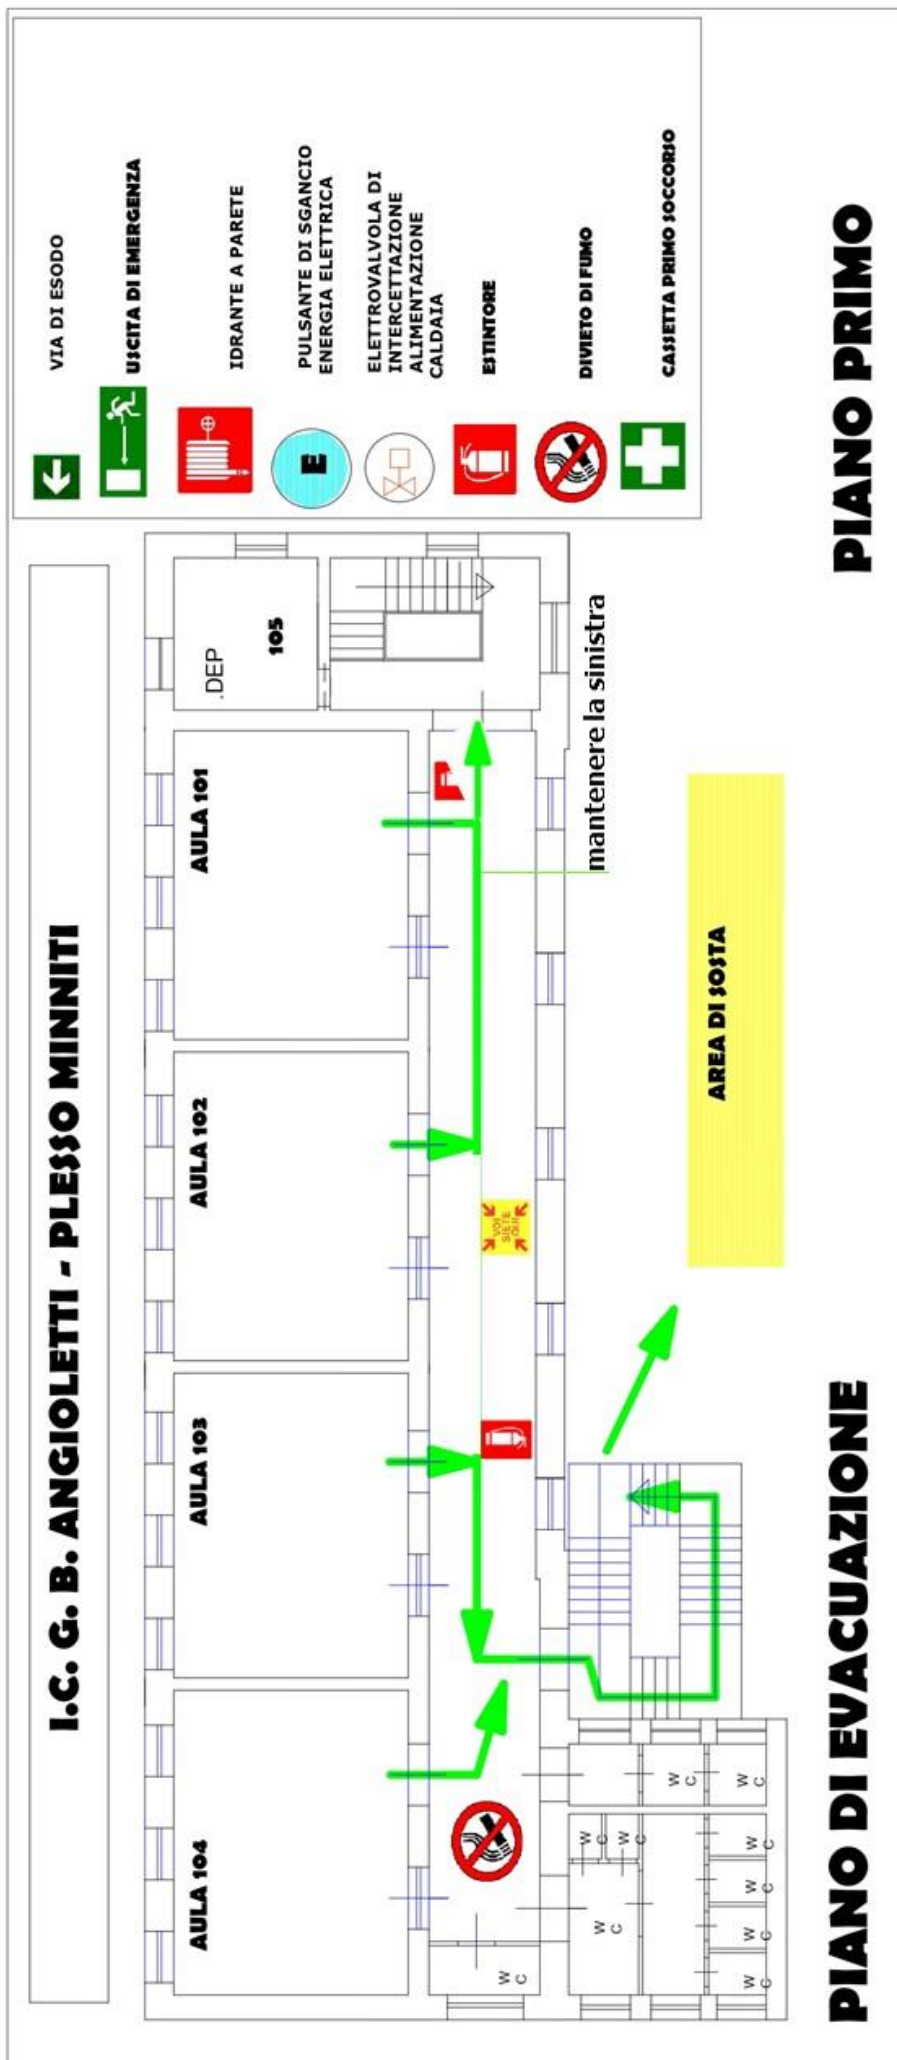 I.C. G. B. ANGIOLETTI - PLESSO MINNITI
AULA 104
AULA 103
AULA 102
AULA 101
.DEP
105
W C
W C
W C
W C
W C
W C
W C
W C
W C
W C
VOI
SIETE
QUI
mantenere la sinistra
AREA DI SOSTA
VIA DI ESODO
USCITA DI EMERGENZA
IDRANTE A PARETE
E
PULSANTE DI SGANCIO
ENERGIA ELETTRICA
ELETTROVALVOLA DI
INTERCETTAZIONE
ALIMENTAZIONE
CALDAIA
ESTINTORE
DIVIETO DI FUMO
CASSETTA PRIMO SOCCORSO
PIANO DI EVACUAZIONE
PIANO PRIMO